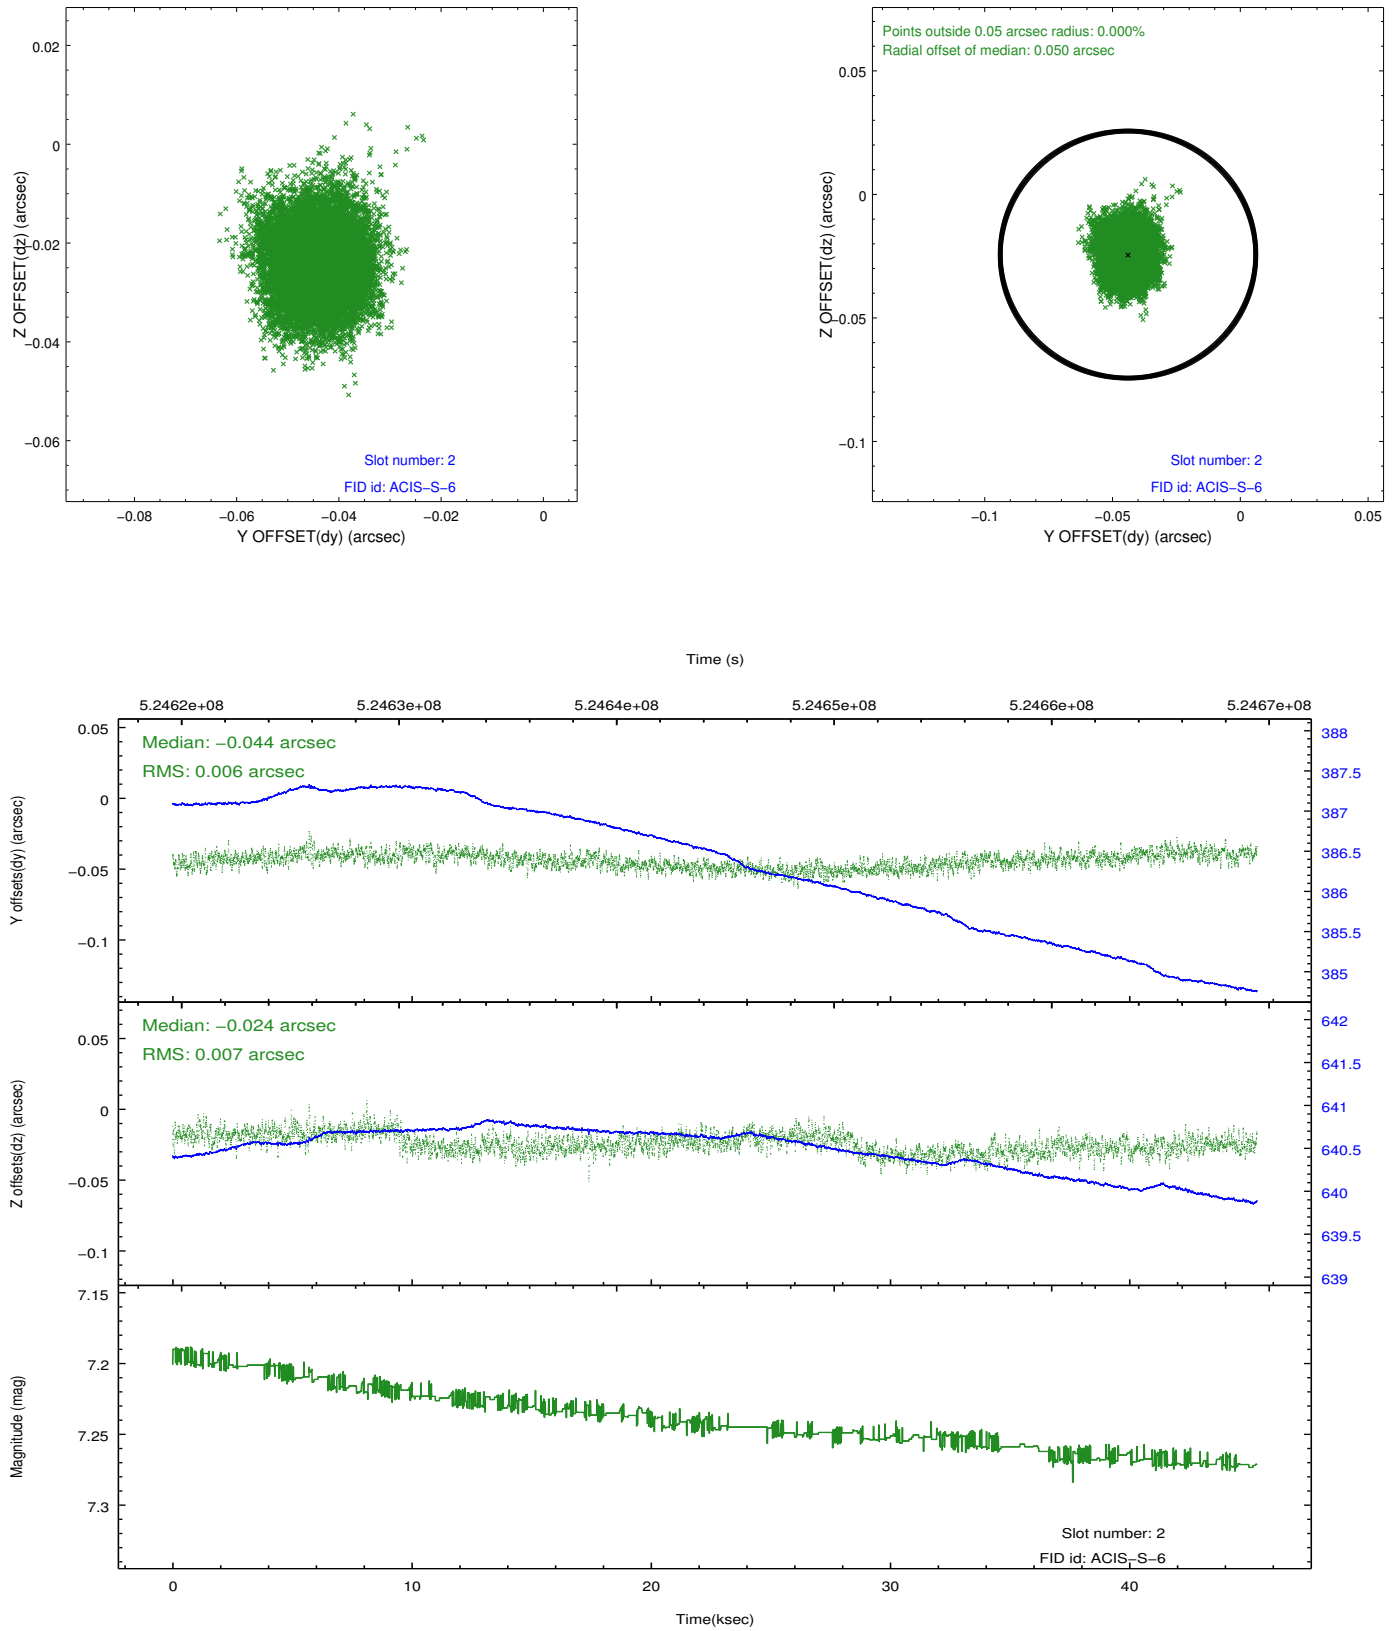 0.02
0
−0.02
−0.04
−0.06
Z OFFSET(dz) (arcsec)
Slot number: 2
FID id: ACIS−S−6
−0.08
−0.06
−0.04
−0.02
0
Y OFFSET(dy) (arcsec)
Points outside 0.05 arcsec radius: 0.000%
Radial offset of median: 0.050 arcsec
0.05
0
−0.05
−0.1
Z OFFSET(dz) (arcsec)
Slot number: 2
FID id: ACIS−S−6
−0.1
−0.05
0
0.05
Y OFFSET(dy) (arcsec)
Time (s)
5.2462e+08
5.2463e+08
5.2464e+08
5.2465e+08
5.2466e+08
5.2467e+08
Median: −0.044 arcsec
RMS: 0.006 arcsec
0.05
0
−0.05
−0.1
Y offsets(dy) (arcsec)
388
387.5
387
386.5
386
385.5
385
Median: −0.024 arcsec
RMS: 0.007 arcsec
0.05
0
−0.05
−0.1
Z offsets(dz) (arcsec)
642
641.5
641
640.5
640
639.5
639
7.15
7.2
7.25
7.3
Magnitude (mag)
Slot number: 2
FID id: ACIS−S−6
0
10
20
30
40
Time(ksec)